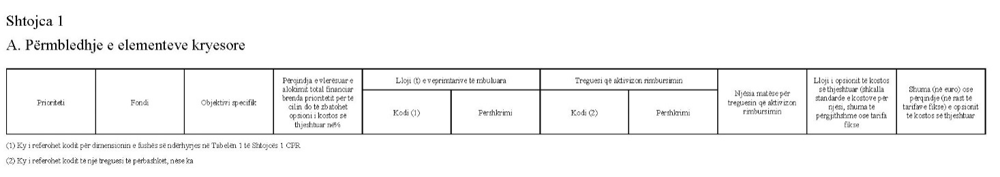 Shtojca 1
A. Përmbledhje e elementeve kryesore
Prioriteti
Fondi
Objektivi specifik
Përqindja e vlerësuar e
alokimit total financiar
brenda prioritetit për të
cilin do të zbatohet
opsioni i kostos së
thjeshtuar në%
Lloji (t) e veprimtarive të mbuluara
Kodi (1)
Përshkrimi
Treguesi që aktivizon rimbursimin
Kodi (2)
Përshkrimi
Njësia matëse për
treguesin që aktivizon
rimbursimin
Lloji i opsionit të kostos
së thjeshtuar (shkalla
standarde e kostove për
njësi, shuma të
përgjithshme ose tarifa
fikse
Shuma (në euro) ose
përqindje (në rast të
tarifave fikse) e opsionit
të kostos së thjeshtuar
(1) Ky i referohet kodit për dimensionin e fushës së ndërhyrjes në Tabelën 1 të Shtojcës 1 CPR
(2) Ky i referohet kodit të një treguesi të përbashkët, nëse ka